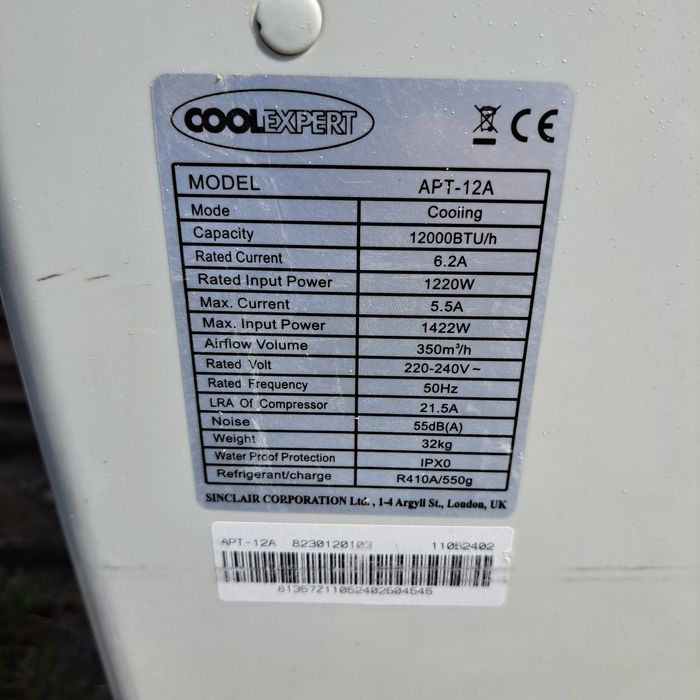 COOLEXPERT CE
MODEL APT-12A
Mode Cooling
Capacity 12000BTU/h
Rated Current 6.2A
Rated Input Power 1220W
Max. Current 5.5A
Max. Input Power 1422W
Airflow Volume 350m³/h
Rated Volt 220-240V~
Rated Frequency 50Hz
LRA Of Compressor 21.5A
Noise 55dB(A)
Weight 32kg
Water Proof Protection IPX0
Refrigerant/charge R410A/550g
SINCLAIR CORPORATION Ltd., 1-4 Argyll St., London, UK
APT-12A 8230120103 11052402
81357Z11052402504545